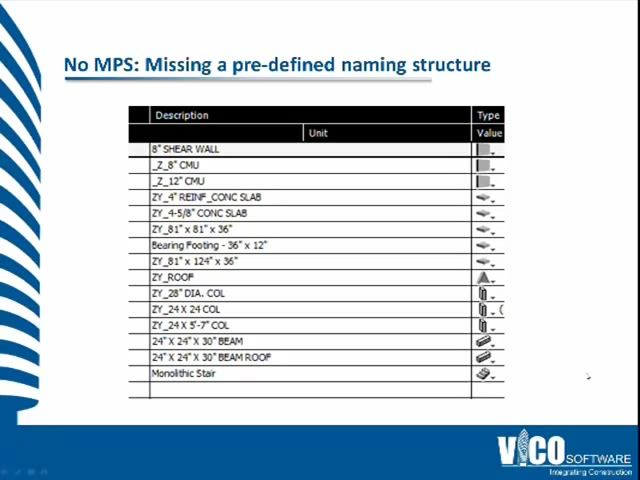 No MPS: Missing a pre-defined naming structure
Description Type
Unit Value
8" SHEAR WALL
_Z_8" CMU
_Z_12" CMU
ZY_4" REINF_CONC SLAB
ZY_4-5/8" CONC SLAB
ZY_81" x 81" x 36"
Bearing Footing - 36" x 12"
ZY_81" x 124" x 36"
ZY_ROOF
ZY_28" DIA. COL
ZY_24 X 24 COL
ZY_24 X 5'-7" COL
24" X 24" X 30" BEAM
24" X 24" X 30" BEAM ROOF
Monolithic Stair
VICO SOFTWARE
Integrating Construction